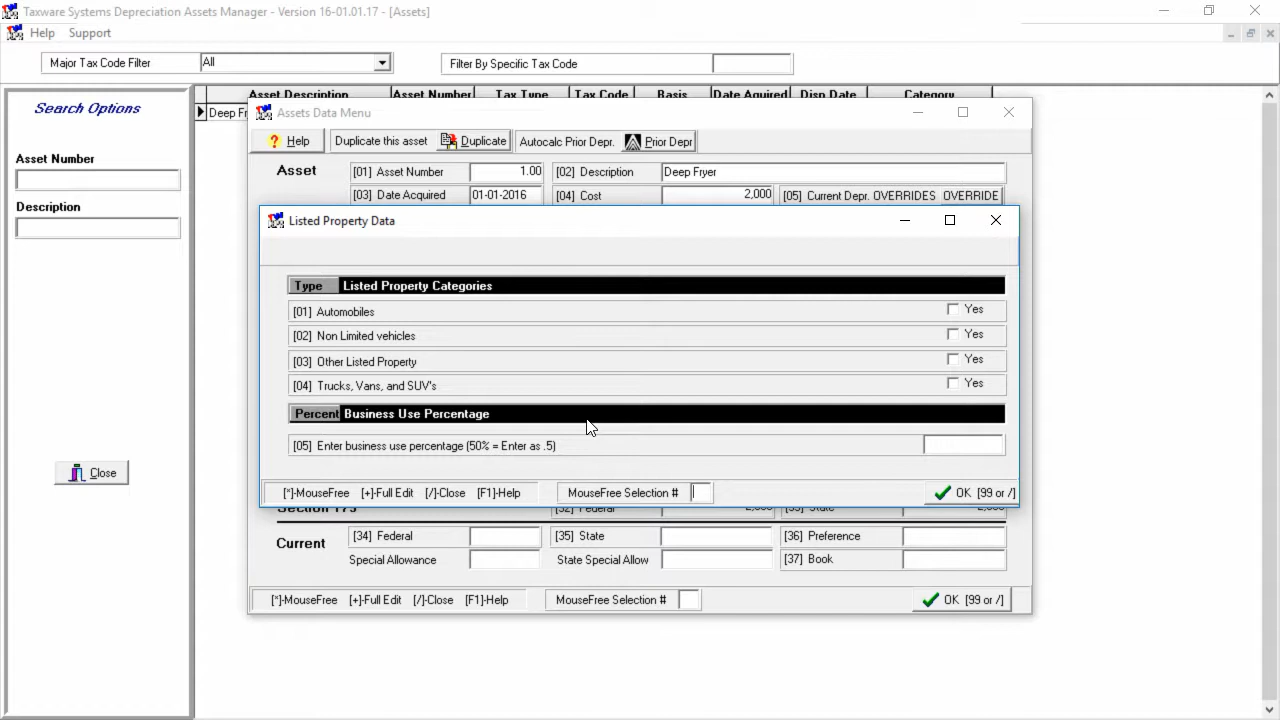 Taxware Systems Depreciation Assets Manager - Version 16-01.01.17 - [Assets]
Help Support
Major Tax Code Filter All Filter By Specific Tax Code
Search Options
Asset Number
Description
Close
Asset Description Asset Number Tax Type Tax Code Basis Date Aquired Disp Date Category
Deep Fr
Assets Data Menu
Help Duplicate this asset Duplicate Autocalc Prior Depr. Prior Depr
Asset [01] Asset Number 1.00 [02] Description Deep Fryer
[03] Date Acquired 01-01-2016 [04] Cost 2,000 [05] Current Depr. OVERRIDES OVERRIDE
Listed Property Data
Type Listed Property Categories
[01] Automobiles Yes
[02] Non Limited vehicles Yes
[03] Other Listed Property Yes
[04] Trucks, Vans, and SUV's Yes
Percent Business Use Percentage
[05] Enter business use percentage (50% = Enter as .5)
[*]-MouseFree [+]-Full Edit [/]-Close [F1]-Help MouseFree Selection # OK [99 or /]
Section 179 [32] Federal 2,000 [33] State 2,000
Current [34] Federal [35] State [36] Preference
Special Allowance State Special Allow [37] Book
[*]-MouseFree [+]-Full Edit [/]-Close [F1]-Help MouseFree Selection # OK [99 or /]